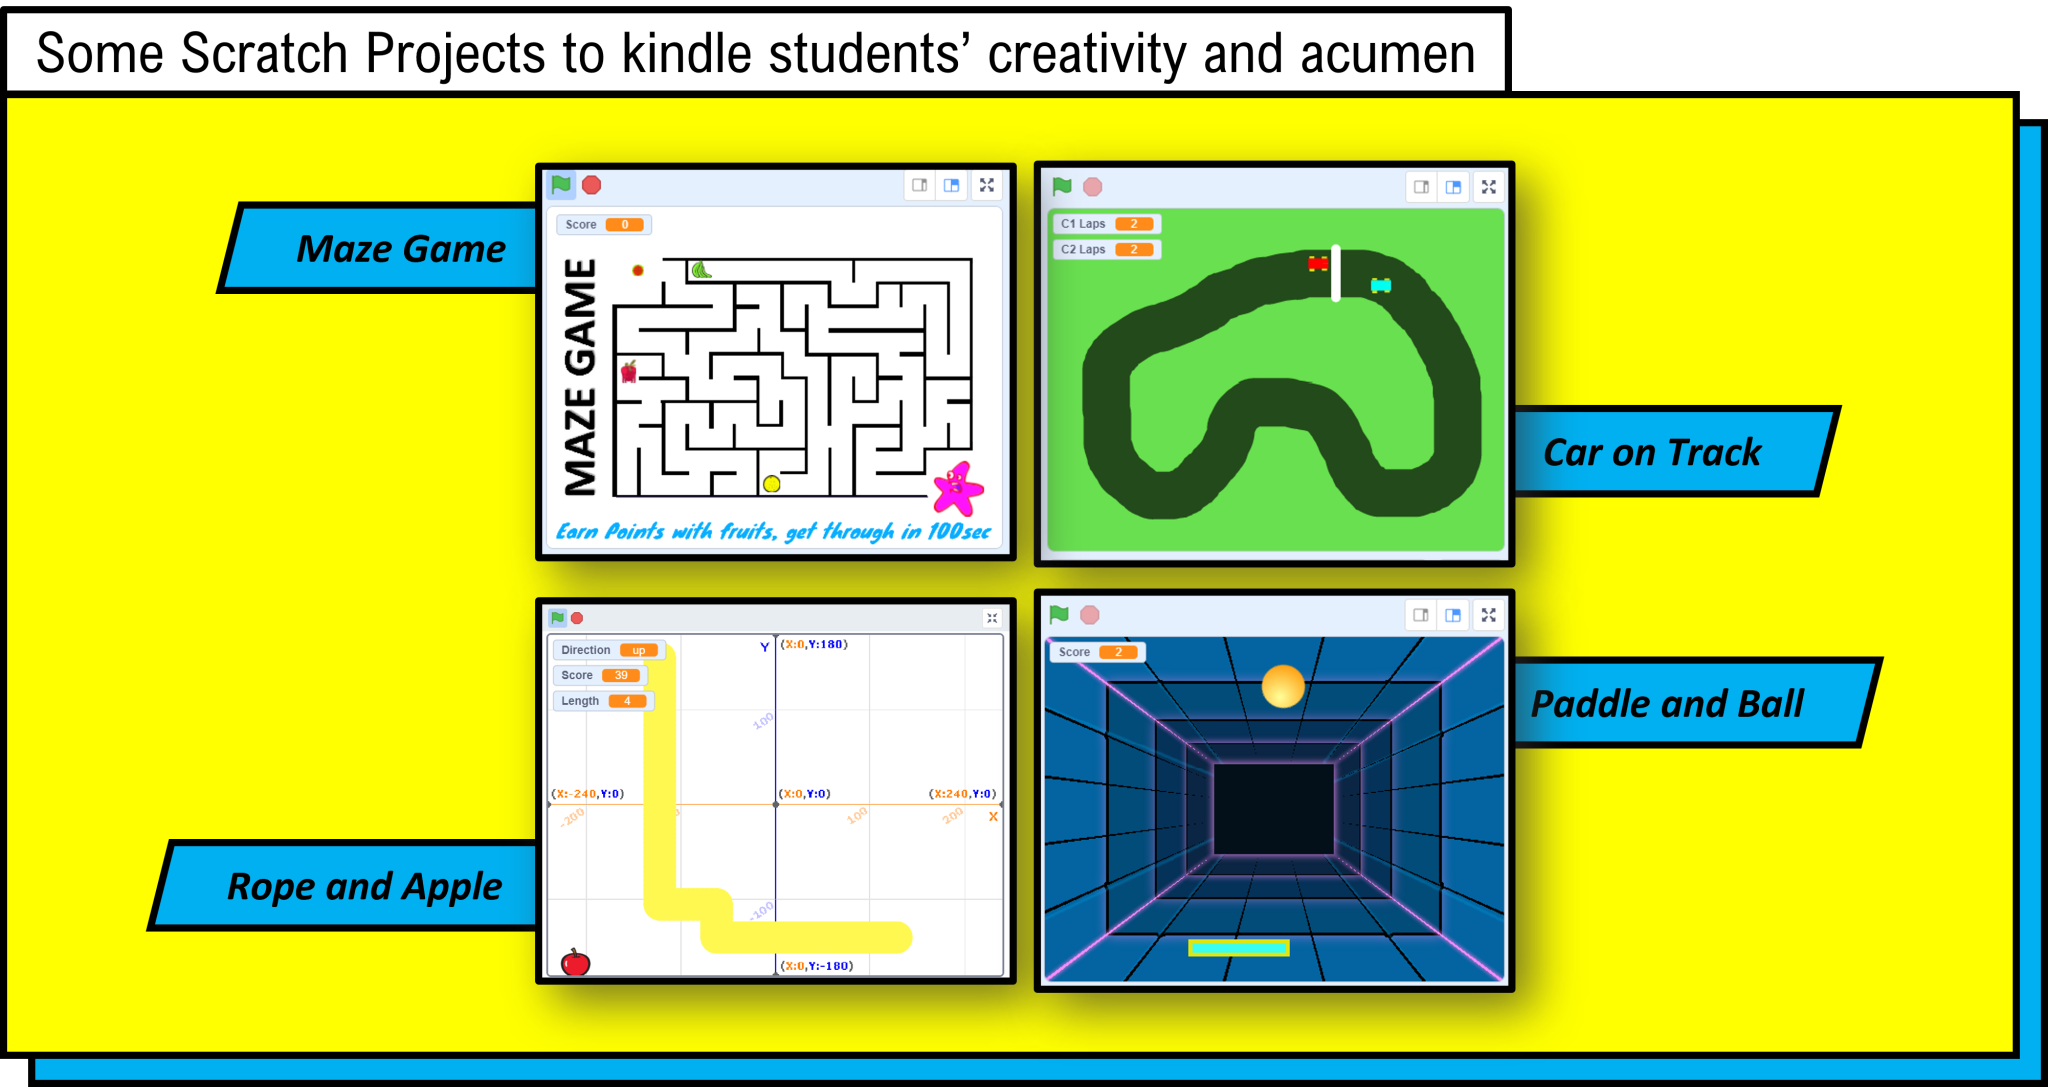 Some Scratch Projects to kindle students’ creativity and acumen
Maze Game
Score 0
MAZE GAME
Earn Points with fruits, get through in 100sec
C1 Laps 2
C2 Laps 2
Car on Track
Rope and Apple
Direction up
Score 39
Length 4
Y (X:0,Y:180)
100
(X:-240,Y:0) (X:0,Y:0) (X:240,Y:0)
-200 100 200 X
-100
(X:0,Y:-180)
Score 2
Paddle and Ball